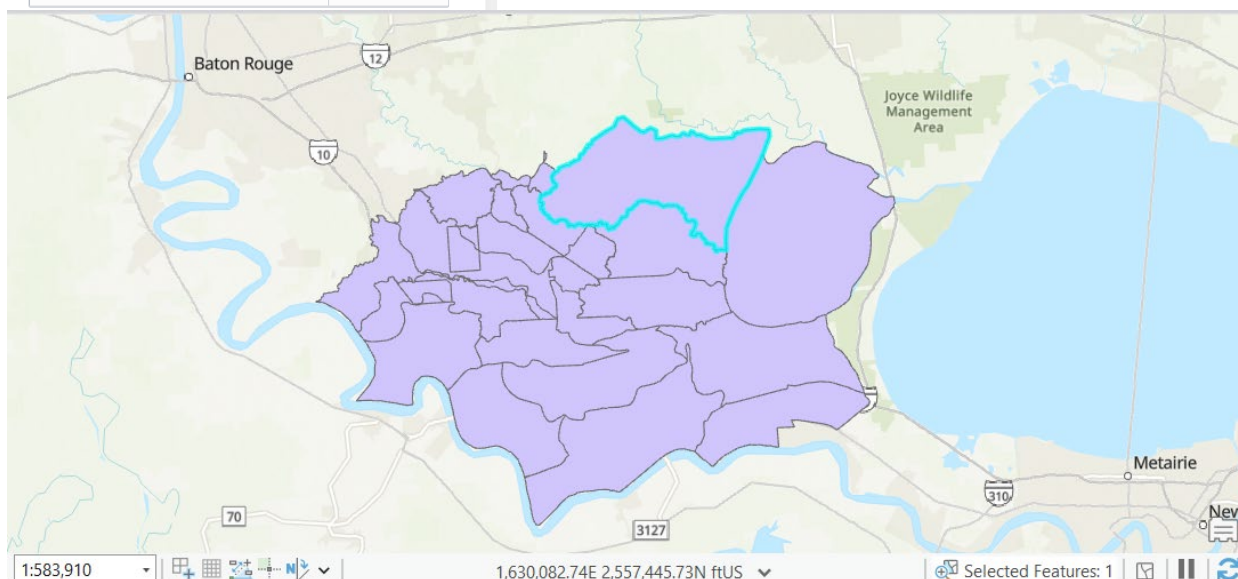 Baton Rouge
12
Joyce Wildlife
Management
Area
10
Metairie
310
New
70
3127
1:583,910
1,630,082.74E 2,557,445.73N ftUS
Selected Features: 1